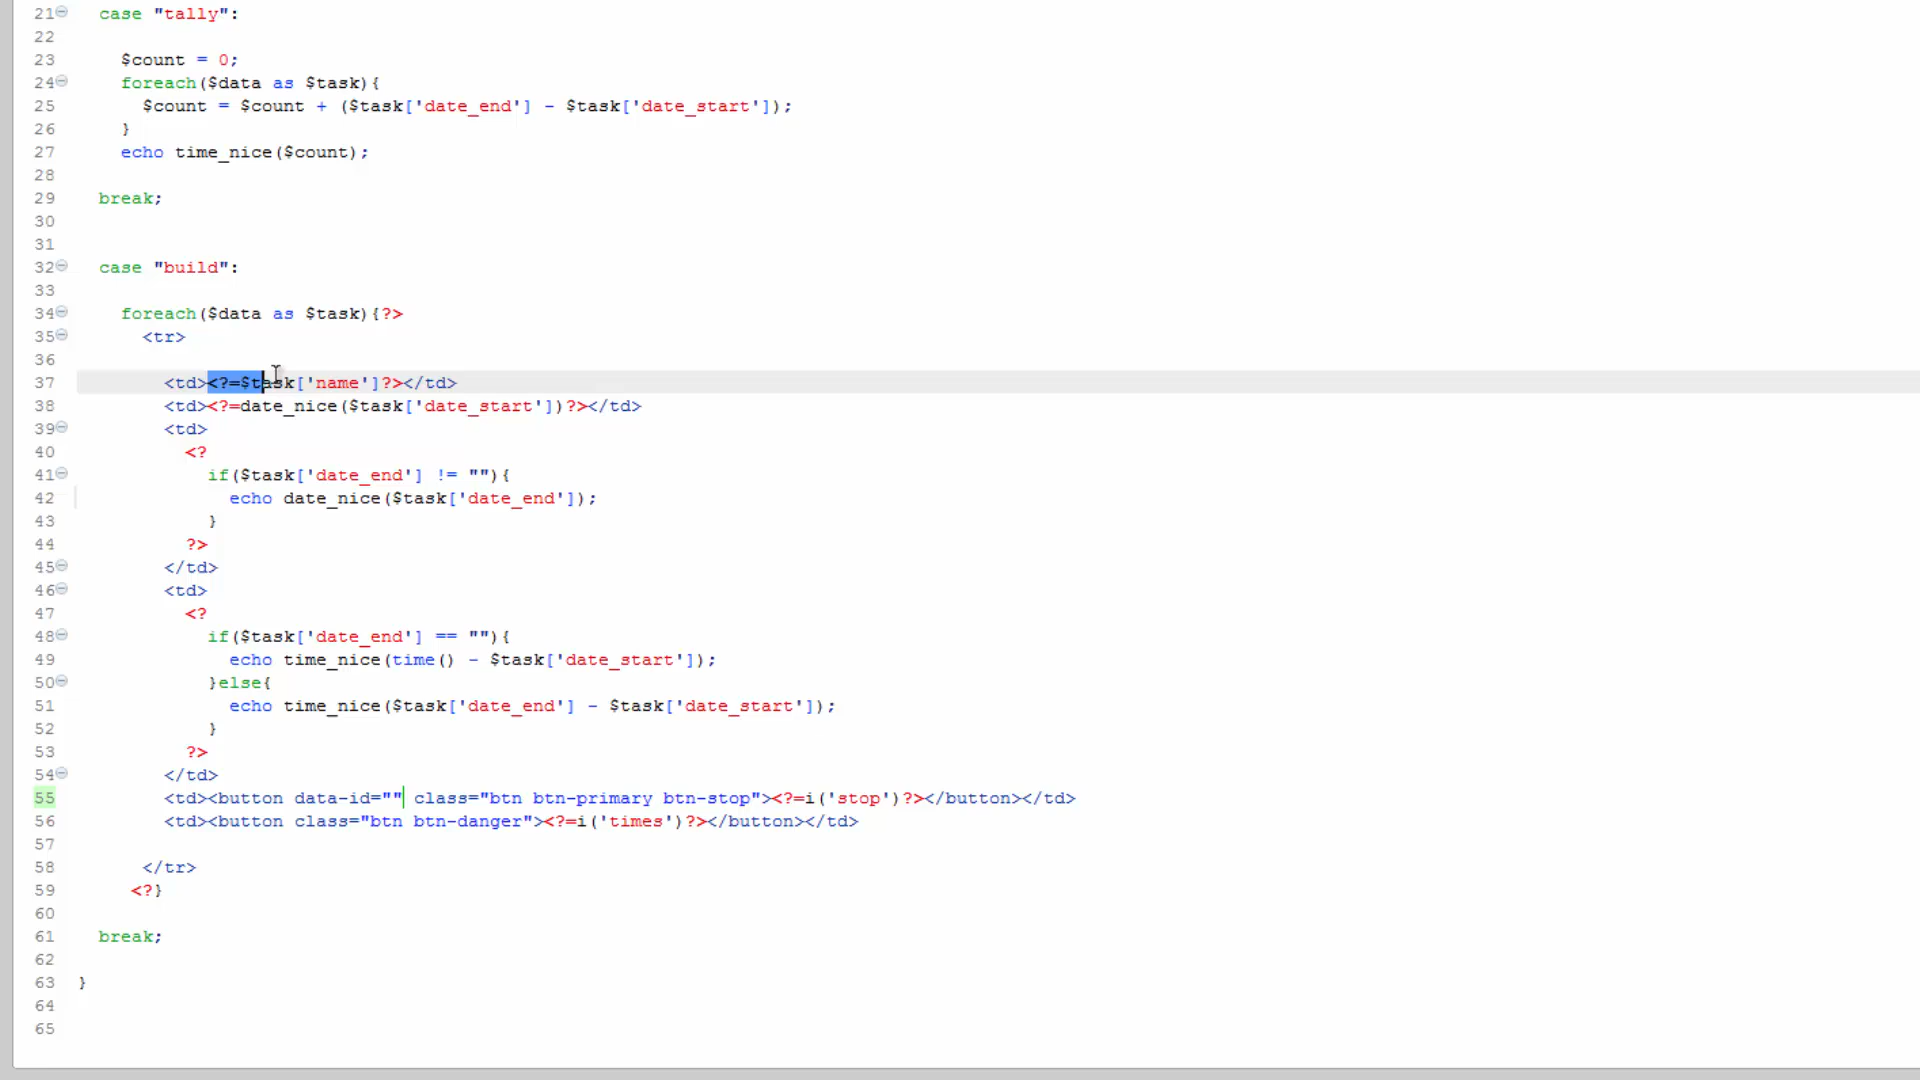 21 case "tally":
22
23 $count = 0;
24 foreach($data as $task){
25 $count = $count + ($task['date_end'] - $task['date_start']);
26 }
27 echo time_nice($count);
28
29 break;
30
31
32 case "build":
33
34 foreach($data as $task){?>
35 <tr>
36
37 <td><?=$task['name']?></td>
38 <td><?=date_nice($task['date_start'])?></td>
39 <td>
40 <?
41 if($task['date_end'] != ""){
42 echo date_nice($task['date_end']);
43 }
44 ?>
45 </td>
46 <td>
47 <?
48 if($task['date_end'] == ""){
49 echo time_nice(time() - $task['date_start']);
50 }else{
51 echo time_nice($task['date_end'] - $task['date_start']);
52 }
53 ?>
54 </td>
55 <td><button data-id="" class="btn btn-primary btn-stop"><?=i('stop')?></button></td>
56 <td><button class="btn btn-danger"><?=i('times')?></button></td>
57
58 </tr>
59 <?}
60
61 break;
62
63 }
64
65